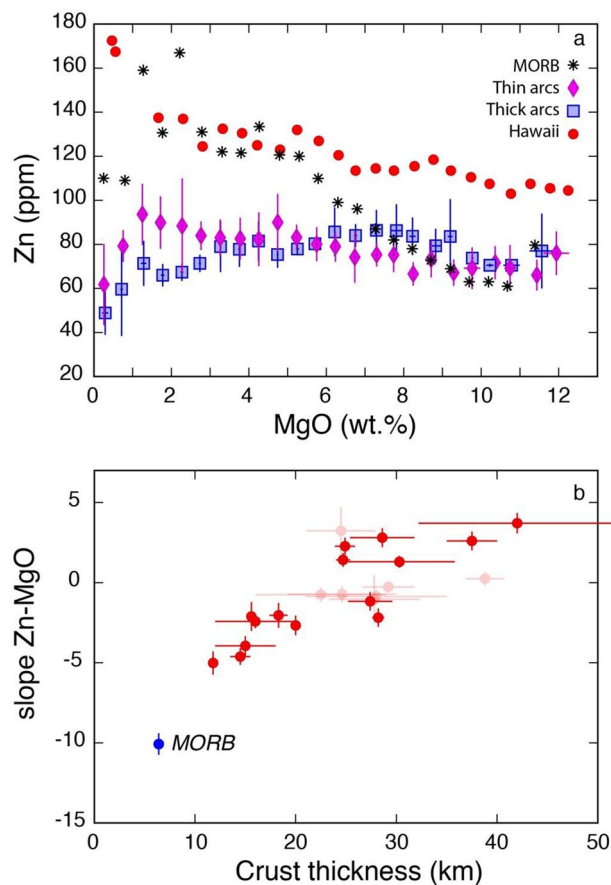 a
180
160
140
120
100
80
60
40
20
Zn (ppm)
MORB
Thin arcs
Thick arcs
Hawaii
0 2 4 6 8 10 12
MgO (wt.%)
b
5
0
-5
-10
-15
slope Zn-MgO
MORB
0 10 20 30 40 50
Crust thickness (km)